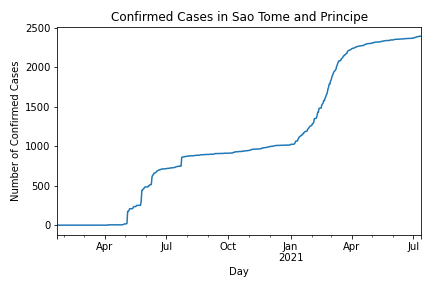 Confirmed Cases in Sao Tome and Principe
Number of Confirmed Cases
2500
2000
1500
1000
500
0
Apr
Jul
Oct
Jan
2021
Apr
Jul
Day